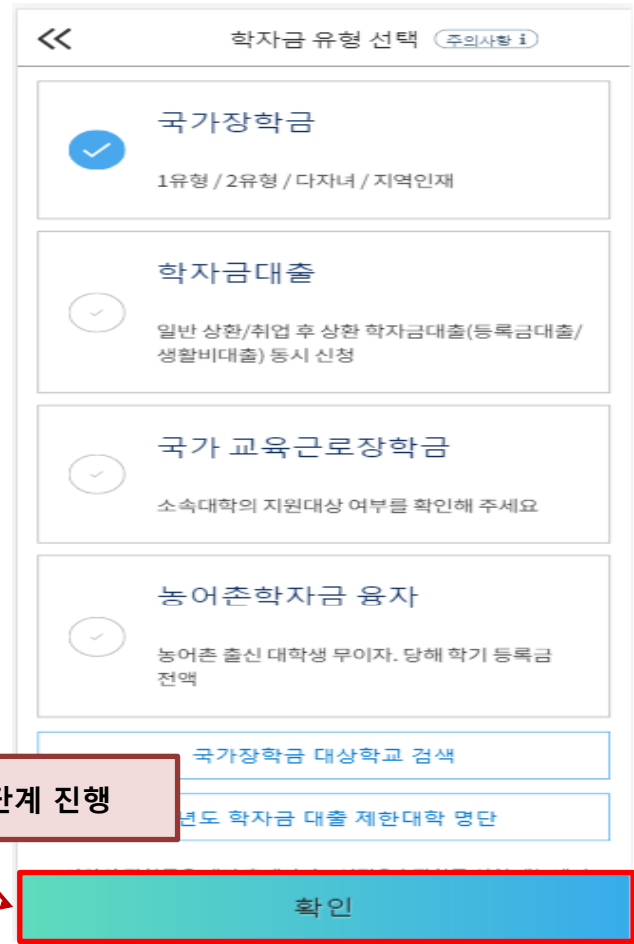 학자금 유형 선택 주의사항 i
국가장학금
1유형 / 2유형 / 다자녀 / 지역인재
학자금대출
일반 상환/취업 후 상환 학자금대출(등록금대출/
생활비대출) 동시 신청
국가 교육근로장학금
소속대학의 지원대상 여부를 확인해 주세요
농어촌학자금 융자
농어촌 출신 대학생 무이자. 당해 학기 등록금
전액
국가장학금 대상학교 검색
단계 진행
년도 학자금 대출 제한대학 명단
확인